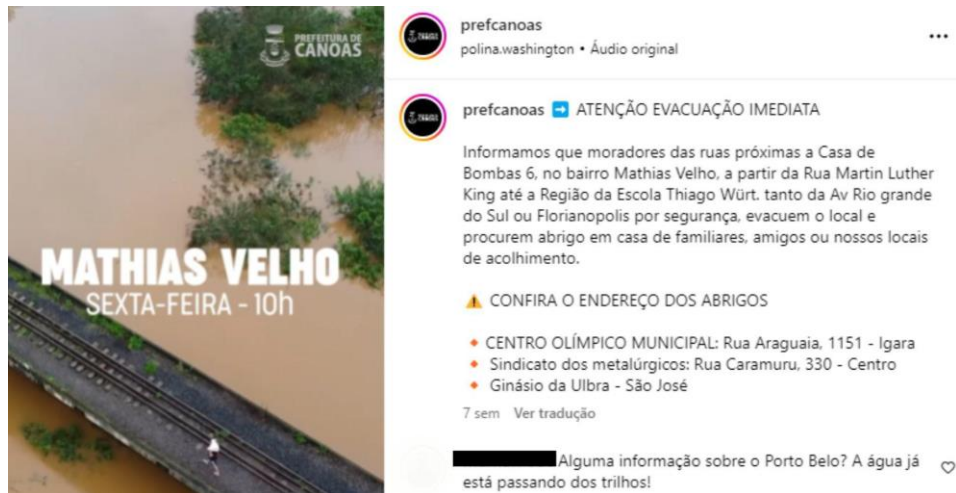 PREFEITURA DE
CANOAS
MATHIAS VELHO
SEXTA-FEIRA - 10h
prefcanoas
polina.washington • Áudio original
prefcanoas ➡️ ATENÇÃO EVACUAÇÃO IMEDIATA
Informamos que moradores das ruas próximas a Casa de
Bombas 6, no bairro Mathias Velho, a partir da Rua Martin Luther
King até a Região da Escola Thiago Würt. tanto da Av Rio grande
do Sul ou Florianopolis por segurança, evacuem o local e
procurem abrigo em casa de familiares, amigos ou nossos locais
de acolhimento.
⚠️ CONFIRA O ENDEREÇO DOS ABRIGOS
🔸 CENTRO OLÍMPICO MUNICIPAL: Rua Araguaia, 1151 - Igara
🔸 Sindicato dos metalúrgicos: Rua Caramuru, 330 - Centro
🔸 Ginásio da Ulbra - São José
7 sem Ver tradução
Alguma informação sobre o Porto Belo? A água já
está passando dos trilhos!